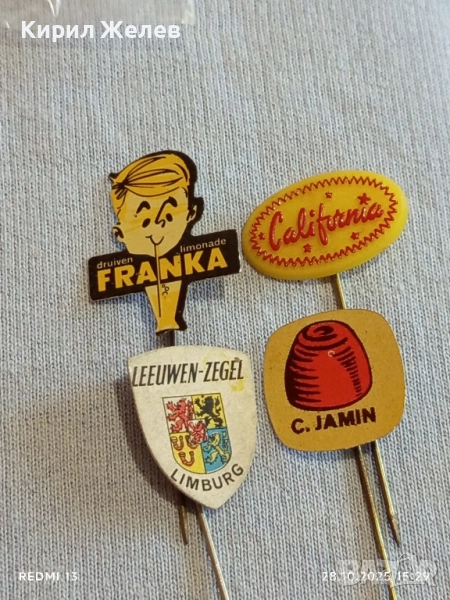 Кирил Желев
druiven
limonade
FRANKA
California
LEEUWEN-ZEGEL
LIMBURG
C. JAMIN
REDMI 13
28.10.2025 15:29